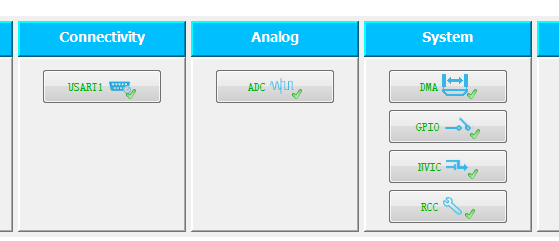 Connectivity
Analog
System
USART1
ADC
DMA
GPIO
NVIC
RCC